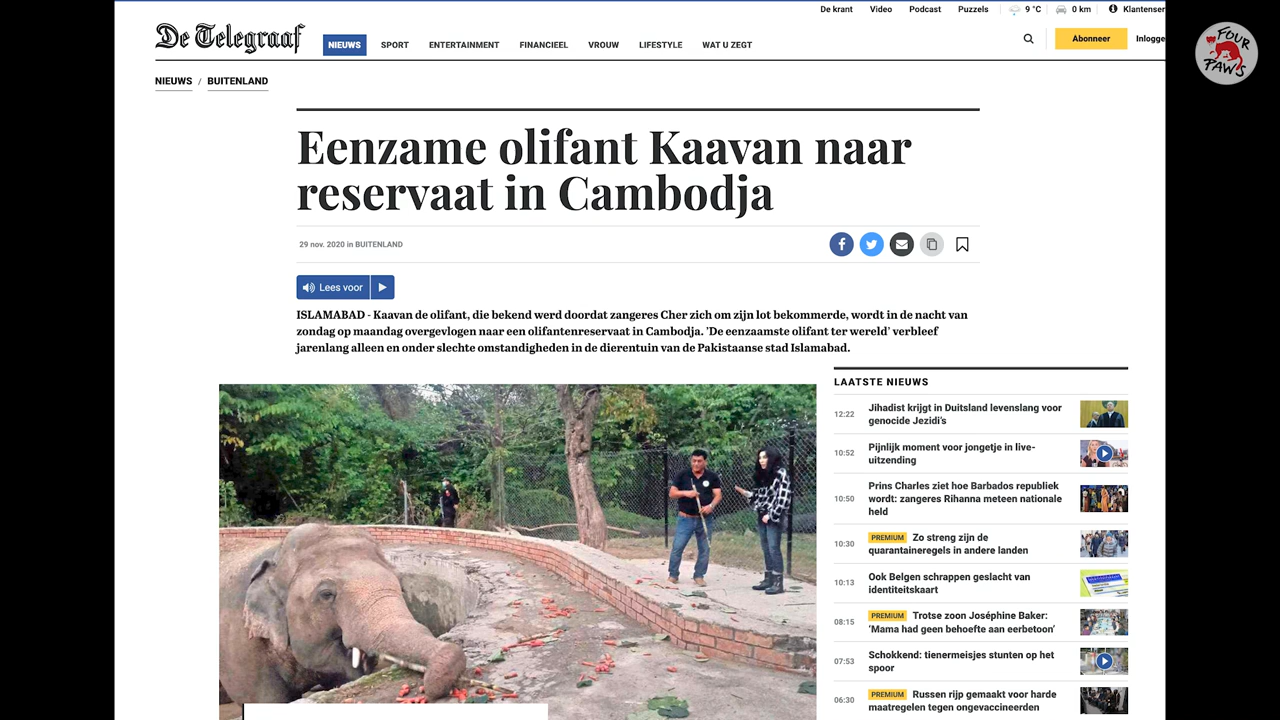 De krant Video Podcast Puzzels 9 °C 0 km Klantenser
De Telegraaf
NIEUWS SPORT ENTERTAINMENT FINANCIEEL VROUW LIFESTYLE WAT U ZEGT
Abonneer Inlogge
FOUR
PAWS
NIEUWS / BUITENLAND
Eenzame olifant Kaavan naar
reservaat in Cambodja
29 nov. 2020 in BUITENLAND
Lees voor
ISLAMABAD - Kaavan de olifant, die bekend werd doordat zangeres Cher zich om zijn lot bekommerde, wordt in de nacht van
zondag op maandag overgevlogen naar een olifantenreservaat in Cambodja. 'De eenzaamste olifant ter wereld' verbleef
jarenlang alleen en onder slechte omstandigheden in de dierentuin van de Pakistaanse stad Islamabad.
LAATSTE NIEUWS
12:22 Jihadist krijgt in Duitsland levenslang voor
genocide Jezidi's
10:52 Pijnlijk moment voor jongetje in live-
uitzending
10:50 Prins Charles ziet hoe Barbados republiek
wordt: zangeres Rihanna meteen nationale
held
10:30 PREMIUM Zo streng zijn de
quarantaineregels in andere landen
10:13 Ook Belgen schrappen geslacht van
identiteitskaart
08:15 PREMIUM Trotse zoon Joséphine Baker:
'Mama had geen behoefte aan eerbetoon'
07:53 Schokkend: tienermeisjes stunten op het
spoor
06:30 PREMIUM Russen rijp gemaakt voor harde
maatregelen tegen ongevaccineerden